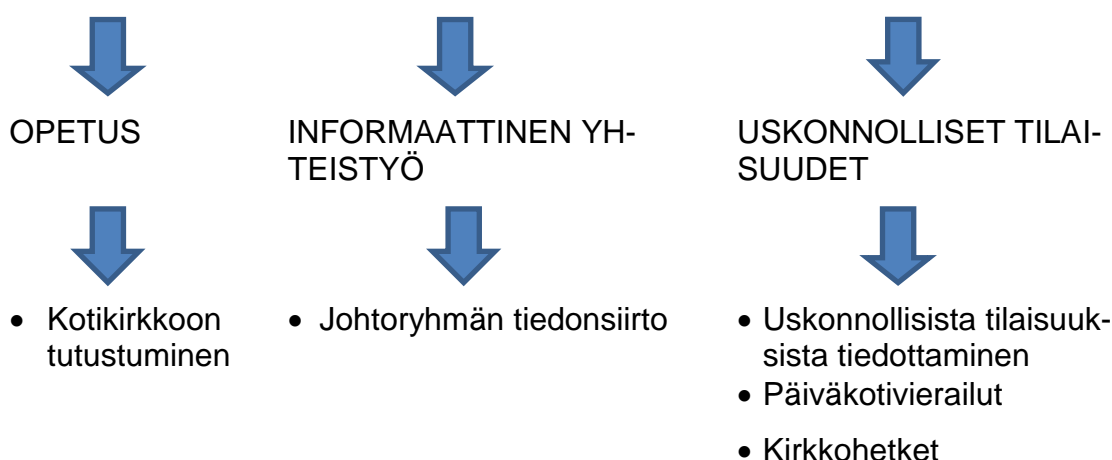 OPETUS
INFORMAATTINEN YH-
TEISTYÖ
USKONNOLLISET TILAI-
SUUDET
• Kotikirkkoon
tutustuminen
• Johtoryhmän tiedonsiirto
• Uskonnollisista tilaisuuk-
sista tiedottaminen
• Päiväkotivierailut
• Kirkkohetket